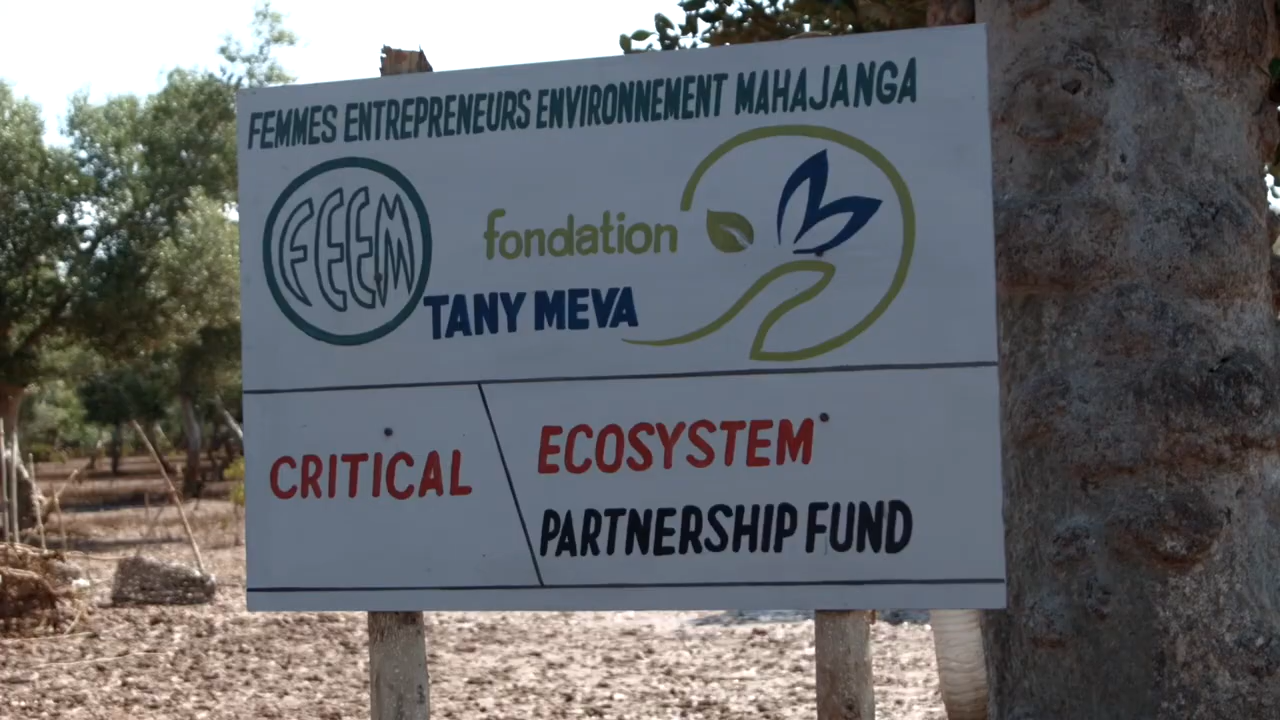 FEMMES ENTREPRENEURS ENVIRONNEMENT MAHAJANGA
FEEM
fondation
TANY MEVA
CRITICAL
ECOSYSTEM
PARTNERSHIP FUND